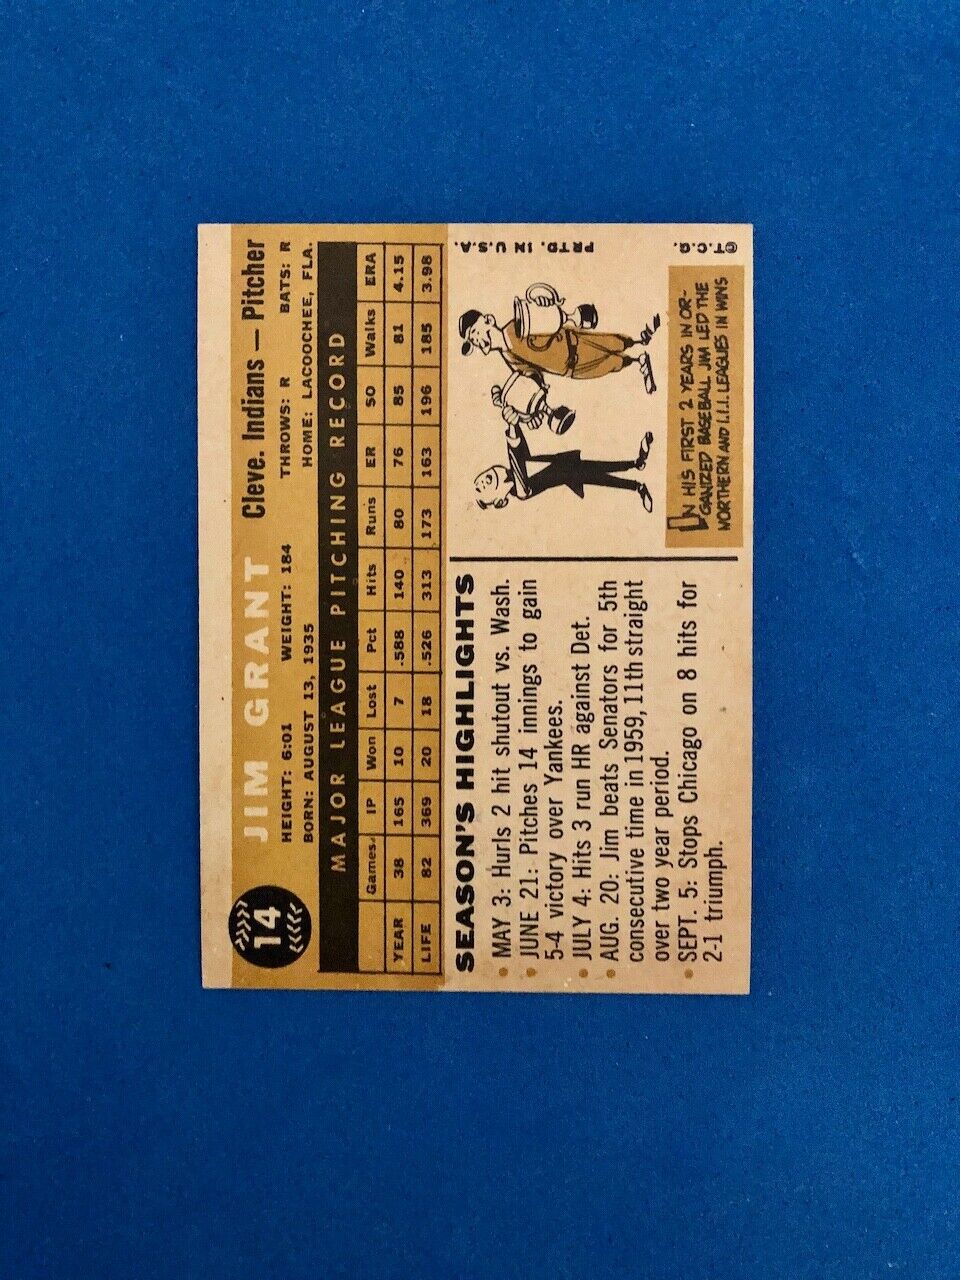 14
JIM GRANT Cleve. Indians — Pitcher
HEIGHT: 6:01 WEIGHT: 184 THROWS: R BATS: R
BORN: AUGUST 13, 1935 HOME: LACOOCHEE, FLA.
MAJOR LEAGUE PITCHING RECORD
Games IP Won Lost Pct Hits Runs ER SO Walks ERA
YEAR 38 165 10 7 .588 140 80 76 85 81 4.15
LIFE 82 369 20 18 .526 313 173 163 196 185 3.98
SEASON'S HIGHLIGHTS
• MAY 3: Hurls 2 hit shutout vs. Wash.
• JUNE 21: Pitches 14 innings to gain
5-4 victory over Yankees.
• JULY 4: Hits 3 run HR against Det.
• AUG. 20: Jim beats Senators for 5th
consecutive time in 1959, 11th straight
over two year period.
• SEPT. 5: Stops Chicago on 8 hits for
2-1 triumph.
IN HIS FIRST 2 YEARS IN OR-
GANIZED BASEBALL JIM LED THE
NORTHERN AND I.I.I. LEAGUES IN WINS
©T.C.G. PRTD. IN U.S.A.